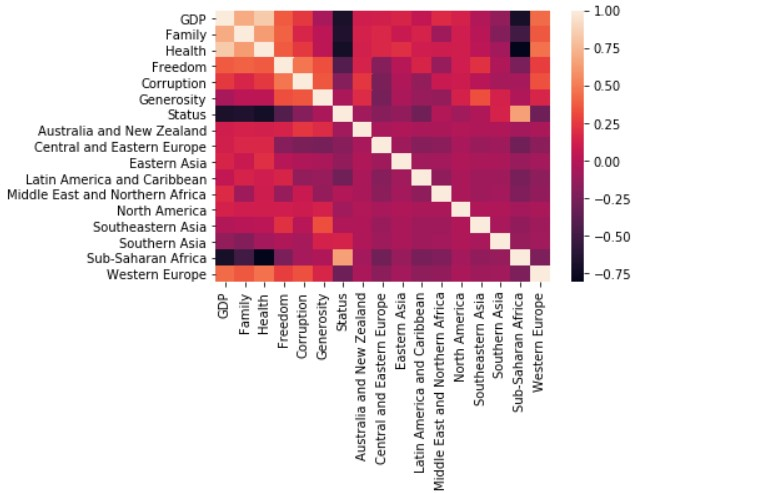 GDP
Family
Health
Freedom
Corruption
Generosity
Status
Australia and New Zealand
Central and Eastern Europe
Eastern Asia
Latin America and Caribbean
Middle East and Northern Africa
North America
Southeastern Asia
Southern Asia
Sub-Saharan Africa
Western Europe
GDP
Family
Health
Freedom
Corruption
Generosity
Status
Australia and New Zealand
Central and Eastern Europe
Eastern Asia
Latin America and Caribbean
Middle East and Northern Africa
North America
Southeastern Asia
Southern Asia
Sub-Saharan Africa
Western Europe
1.00
0.75
0.50
0.25
0.00
−0.25
−0.50
−0.75